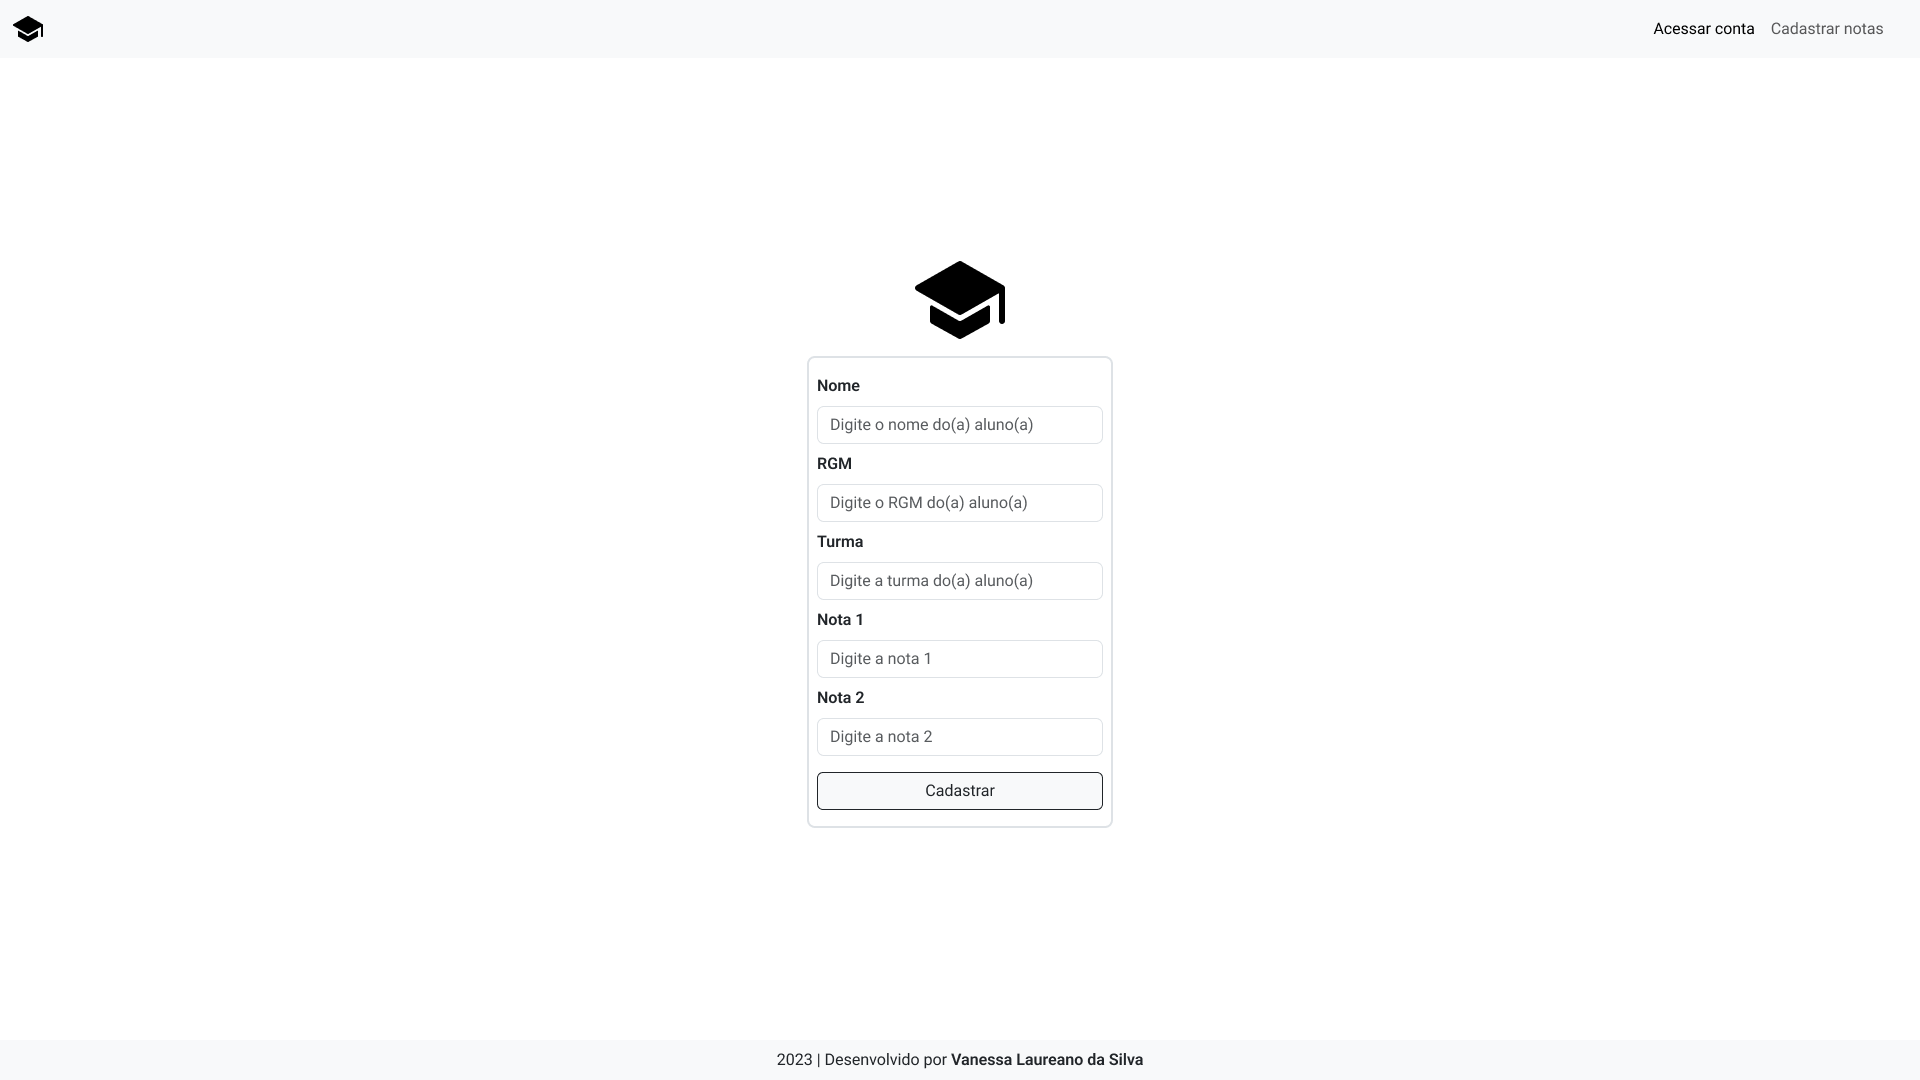 Acessar conta Cadastrar notas
Nome
Digite o nome do(a) aluno(a)
RGM
Digite o RGM do(a) aluno(a)
Turma
Digite a turma do(a) aluno(a)
Nota 1
Digite a nota 1
Nota 2
Digite a nota 2
Cadastrar
2023 | Desenvolvido por Vanessa Laureano da Silva